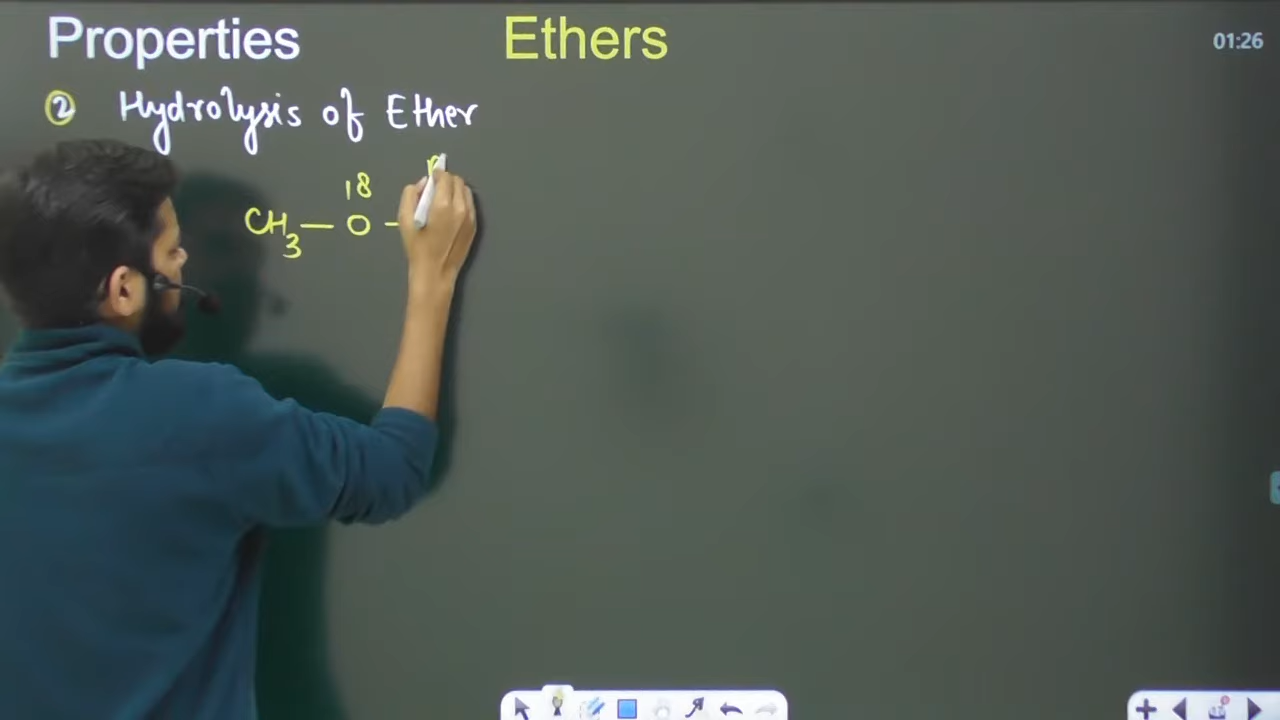 Properties Ethers
01:26
② Hydrolysis of Ether
18
CH3 — O -